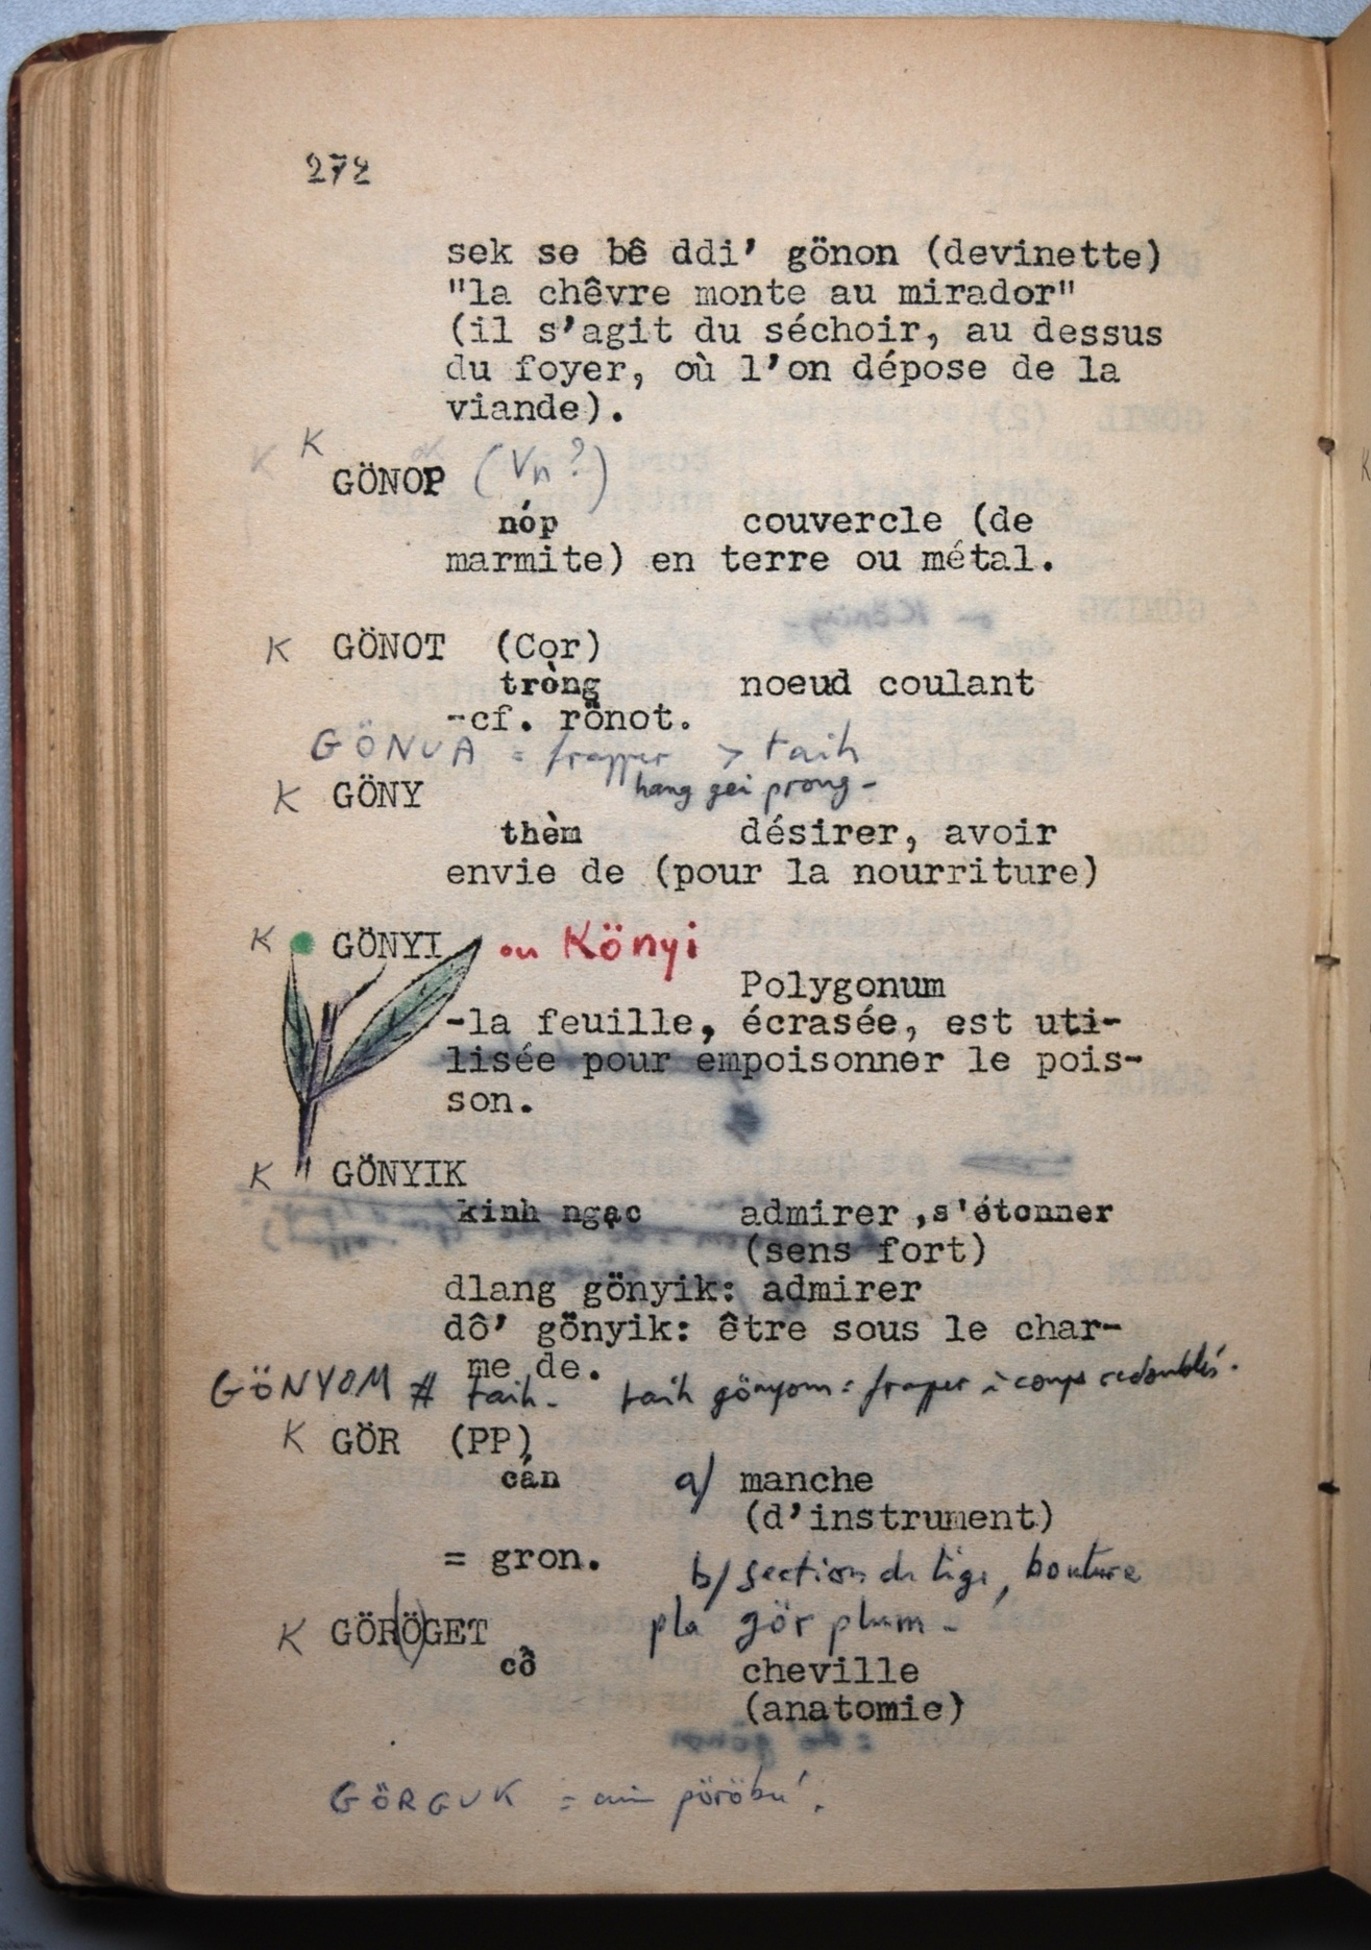 272
sek se bê ddi' gönon (devinette)
"la chêvre monte au mirador"
(il s'agit du séchoir, au dessus
du foyer, où l'on dépose de la
viande).
K
K GÖNOP (Vn ?)
nóp couvercle (de
marmite) en terre ou métal.
K GÖNOT (Cor)
tròng noeud coulant
-cf. rönot.
GÖNUA = frapper > taih
hang gei prong -
K GÖNY
thèm désirer, avoir
envie de (pour la nourriture)
K GÖNYI ou Könyi
Polygonum
-la feuille, écrasée, est uti-
lisée pour empoisonner le pois-
son.
K " GÖNYIK
kinh ngạc admirer ,s'étonner
(sens fort)
dlang gönyik: admirer
dô' gönyik: être sous le char-
me de.
GÖNYOM # taih. taih gönyom = frapper à coups redoublés.
K GÖR (PP)
cán a/ manche
(d'instrument)
= gron.
b/ section de tige, bouture
pla gör plum -
K GÖR(Ö)GET
cồ cheville
(anatomie)
GÖRGUK = pöröbu'.